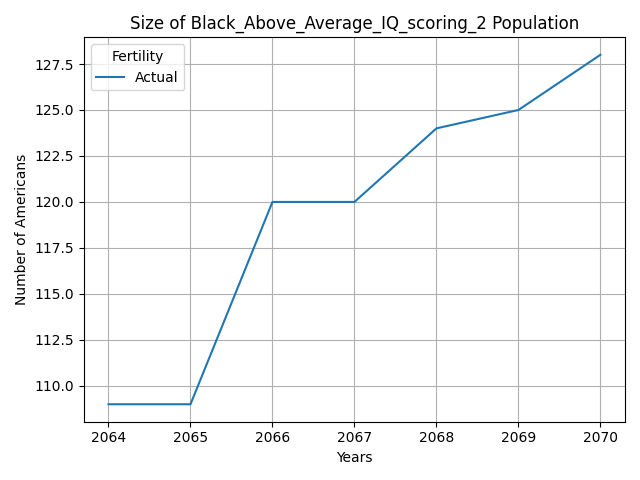 Size of Black_Above_Average_IQ_scoring_2 Population
Fertility
Actual
127.5
125.0
122.5
120.0
117.5
115.0
112.5
110.0
Number of Americans
2064 2065 2066 2067 2068 2069 2070
Years